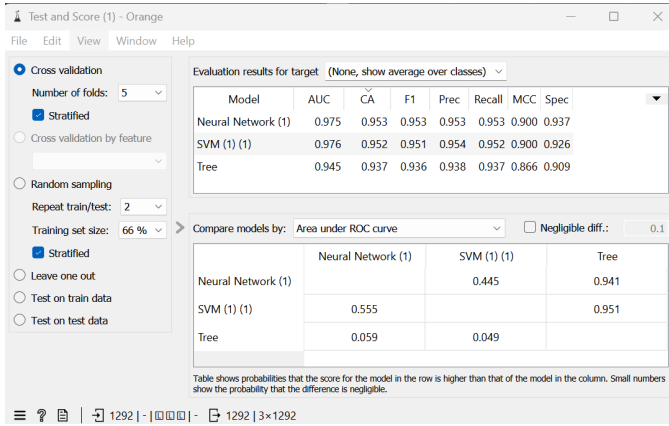 Test and Score (1) - Orange
File Edit View Window Help
Cross validation
Number of folds: 5
Stratified
Cross validation by feature
Random sampling
Repeat train/test: 2
Training set size: 66 %
Stratified
Leave one out
Test on train data
Test on test data
Evaluation results for target (None, show average over classes)
Model AUC CA F1 Prec Recall MCC Spec
Neural Network (1) 0.975 0.953 0.953 0.953 0.953 0.900 0.937
SVM (1) (1) 0.976 0.952 0.951 0.954 0.952 0.900 0.926
Tree 0.945 0.937 0.936 0.938 0.937 0.866 0.909
Compare models by: Area under ROC curve Negligible diff.: 0.1
Neural Network (1) SVM (1) (1) Tree
Neural Network (1) 0.445 0.941
SVM (1) (1) 0.555 0.951
Tree 0.059 0.049
Table shows probabilities that the score for the model in the row is higher than that of the model in the column. Small numbers
show the probability that the difference is negligible.
1292 | - | - 1292 | 3×1292